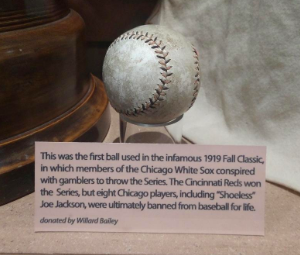 This was the first ball used in the infamous 1919 Fall Classic,
in which members of the Chicago White Sox conspired
with gamblers to throw the Series. The Cincinnati Reds won
the Series, but eight Chicago players, including "Shoeless"
Joe Jackson, were ultimately banned from baseball for life.
donated by Willard Bailey